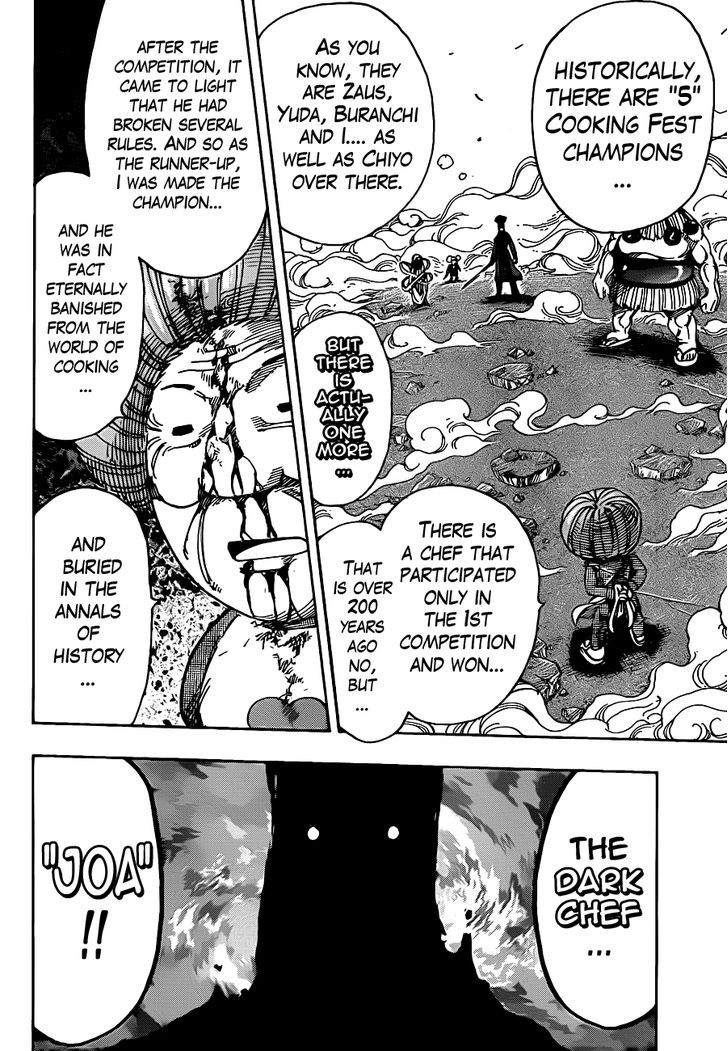 HISTORICALLY,
THERE ARE "5"
COOKING FEST
CHAMPIONS
...
AS YOU
KNOW, THEY
ARE ZAUS,
YUDA, BURANCHI
AND I.... AS
WELL AS CHIYO
OVER THERE.
BUT
THERE
IS
ACTU-
ALLY
ONE
MORE
....
THERE IS
A CHEF THAT
PARTICIPATED
ONLY IN
THE 1ST
COMPETITION
AND WON...
THAT
IS OVER
200
YEARS
AGO
NO,
BUT
...
AFTER THE
COMPETITION, IT
CAME TO LIGHT
THAT HE HAD
BROKEN SEVERAL
RULES. AND SO AS
THE RUNNER-UP,
I WAS MADE THE
CHAMPION...
AND HE
WAS IN
FACT
ETERNALLY
BANISHED
FROM THE
WORLD OF
COOKING
...
AND
BURIED
IN THE
ANNALS
OF
HISTORY
...
THE
DARK
CHEF
...
"JOA"
!!